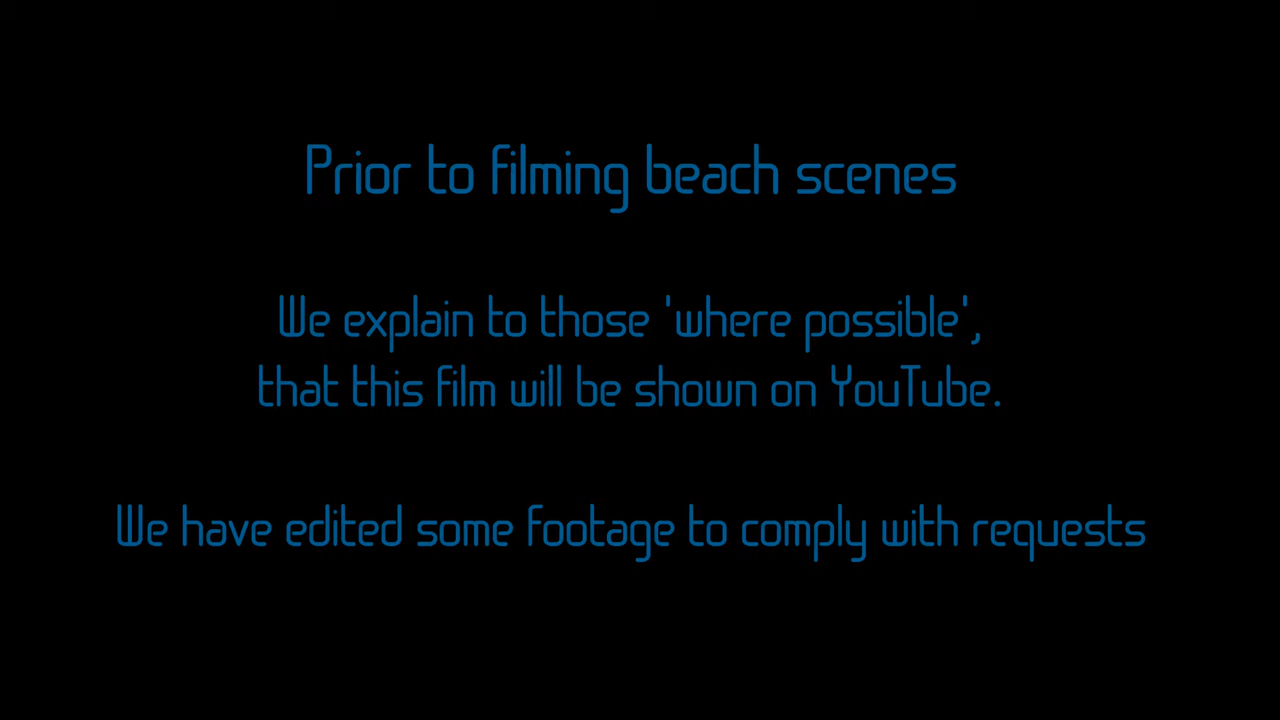 Prior to filming beach scenes
We explain to those 'where possible',
that this film will be shown on YouTube.
We have edited some footage to comply with requests